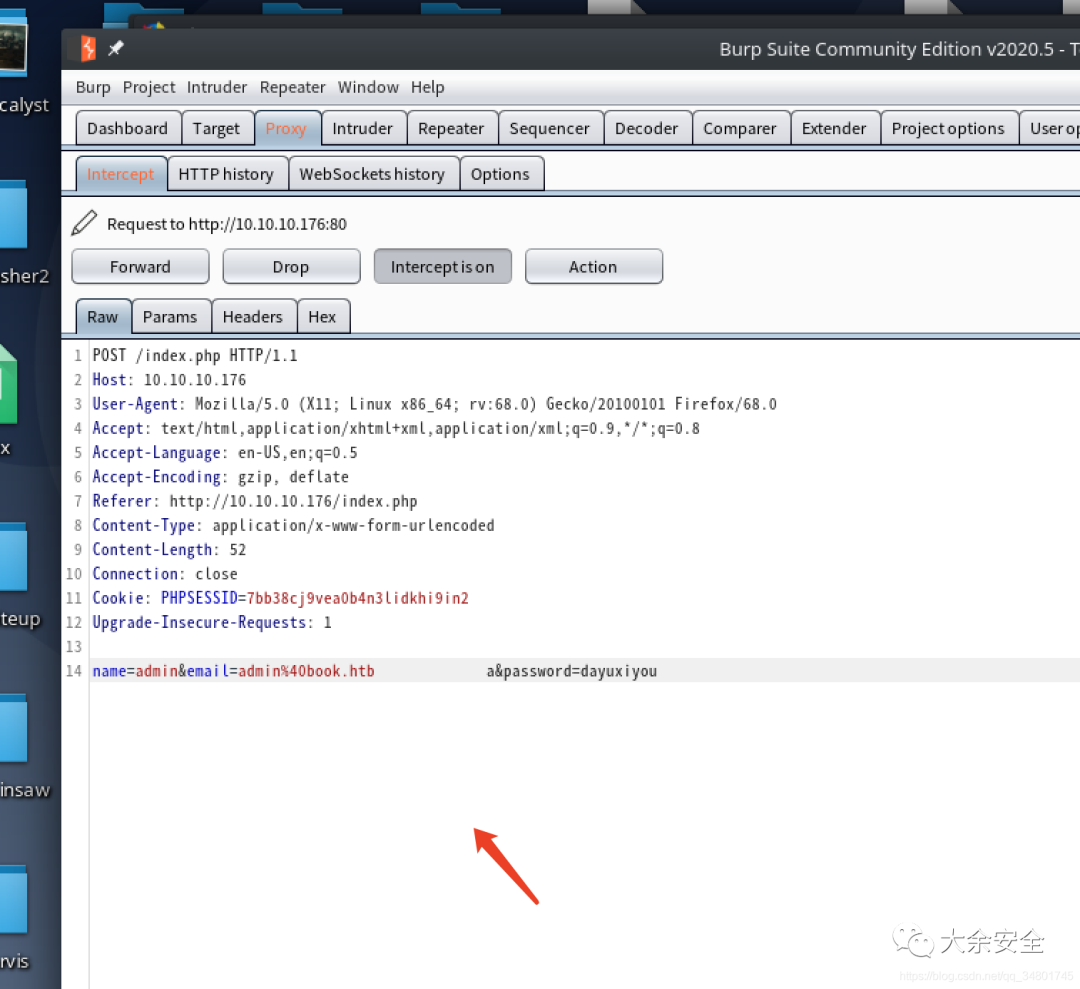 calyst
sher2
x
teup
insaw
rvis
Burp Suite Community Edition v2020.5 - T
Burp Project Intruder Repeater Window Help
Dashboard Target Proxy Intruder Repeater Sequencer Decoder Comparer Extender Project options User op
Intercept HTTP history WebSockets history Options
Request to http://10.10.10.176:80
Forward Drop Intercept is on Action
Raw Params Headers Hex
1 POST /index.php HTTP/1.1
2 Host: 10.10.10.176
3 User-Agent: Mozilla/5.0 (X11; Linux x86_64; rv:68.0) Gecko/20100101 Firefox/68.0
4 Accept: text/html,application/xhtml+xml,application/xml;q=0.9,*/*;q=0.8
5 Accept-Language: en-US,en;q=0.5
6 Accept-Encoding: gzip, deflate
7 Referer: http://10.10.10.176/index.php
8 Content-Type: application/x-www-form-urlencoded
9 Content-Length: 52
10 Connection: close
11 Cookie: PHPSESSID=7bb38cj9vea0b4n3lidkhi9in2
12 Upgrade-Insecure-Requests: 1
13
14 name=admin&email=admin%40book.htb             a&password=dayuxiyou
大余安全
https://blog.csdn.net/qq_34801745